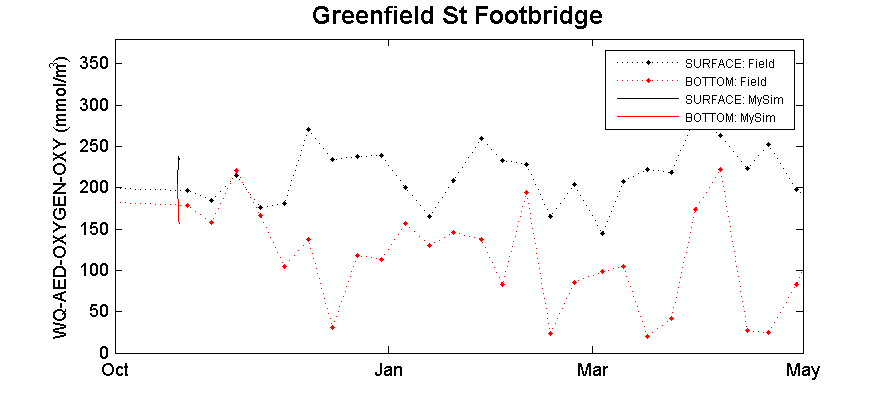 Greenfield St Footbridge
WQ-AED-OXYGEN-OXY (mmol/m³)
350
300
250
200
150
100
50
0
Oct
Jan
Mar
May
SURFACE: Field
BOTTOM: Field
SURFACE: MySim
BOTTOM: MySim